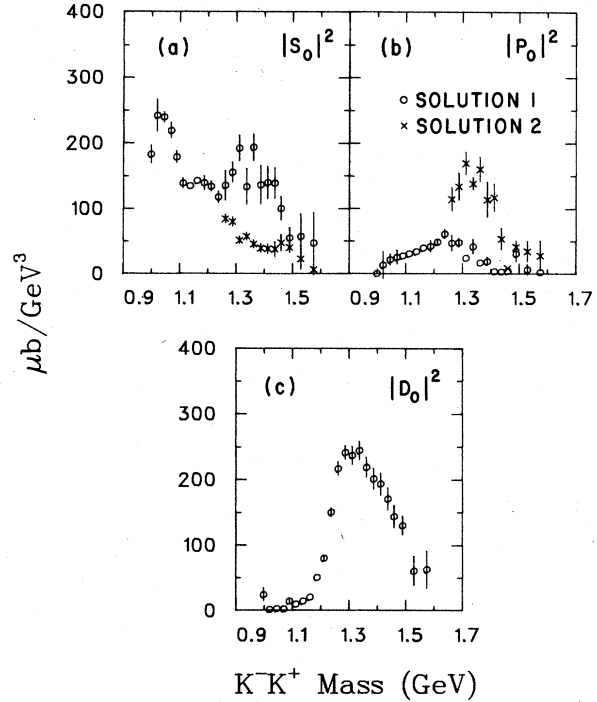 400
300
200
100
0
(a) |S₀|²
(b) |P₀|²
○ SOLUTION 1
× SOLUTION 2
0.9 1.1 1.3 1.5 0.9 1.1 1.3 1.5 1.7
μb/GeV³
400
300
200
100
0
(c) |D₀|²
0.9 1.1 1.3 1.5 1.7
K⁻K⁺ Mass (GeV)